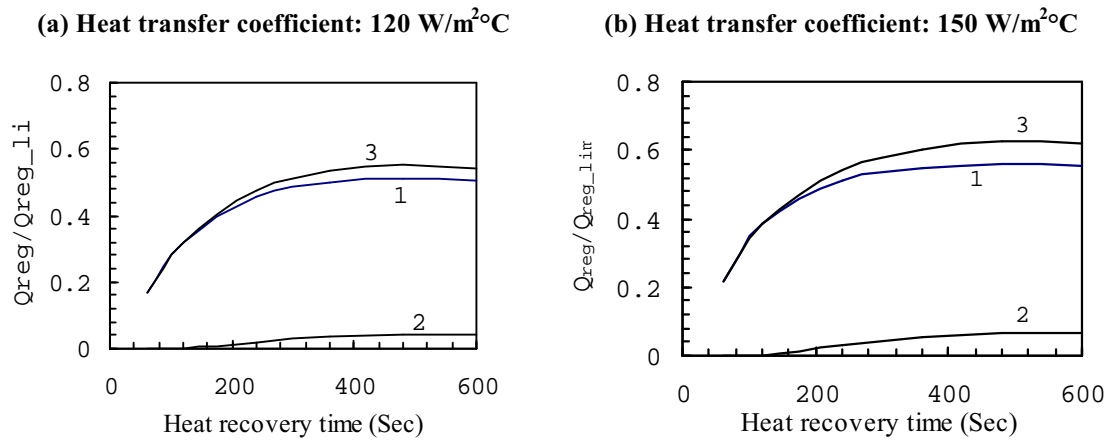 (a) Heat transfer coefficient: 120 W/m²°C
0.8
0.6
0.4
0.2
0
Qreg/Qreg_li
3
1
2
0 200 400 600
Heat recovery time (Sec)
(b) Heat transfer coefficient: 150 W/m²°C
0.8
0.6
0.4
0.2
0
Qreg/Qreg_lim
3
1
2
0 200 400 600
Heat recovery time (Sec)